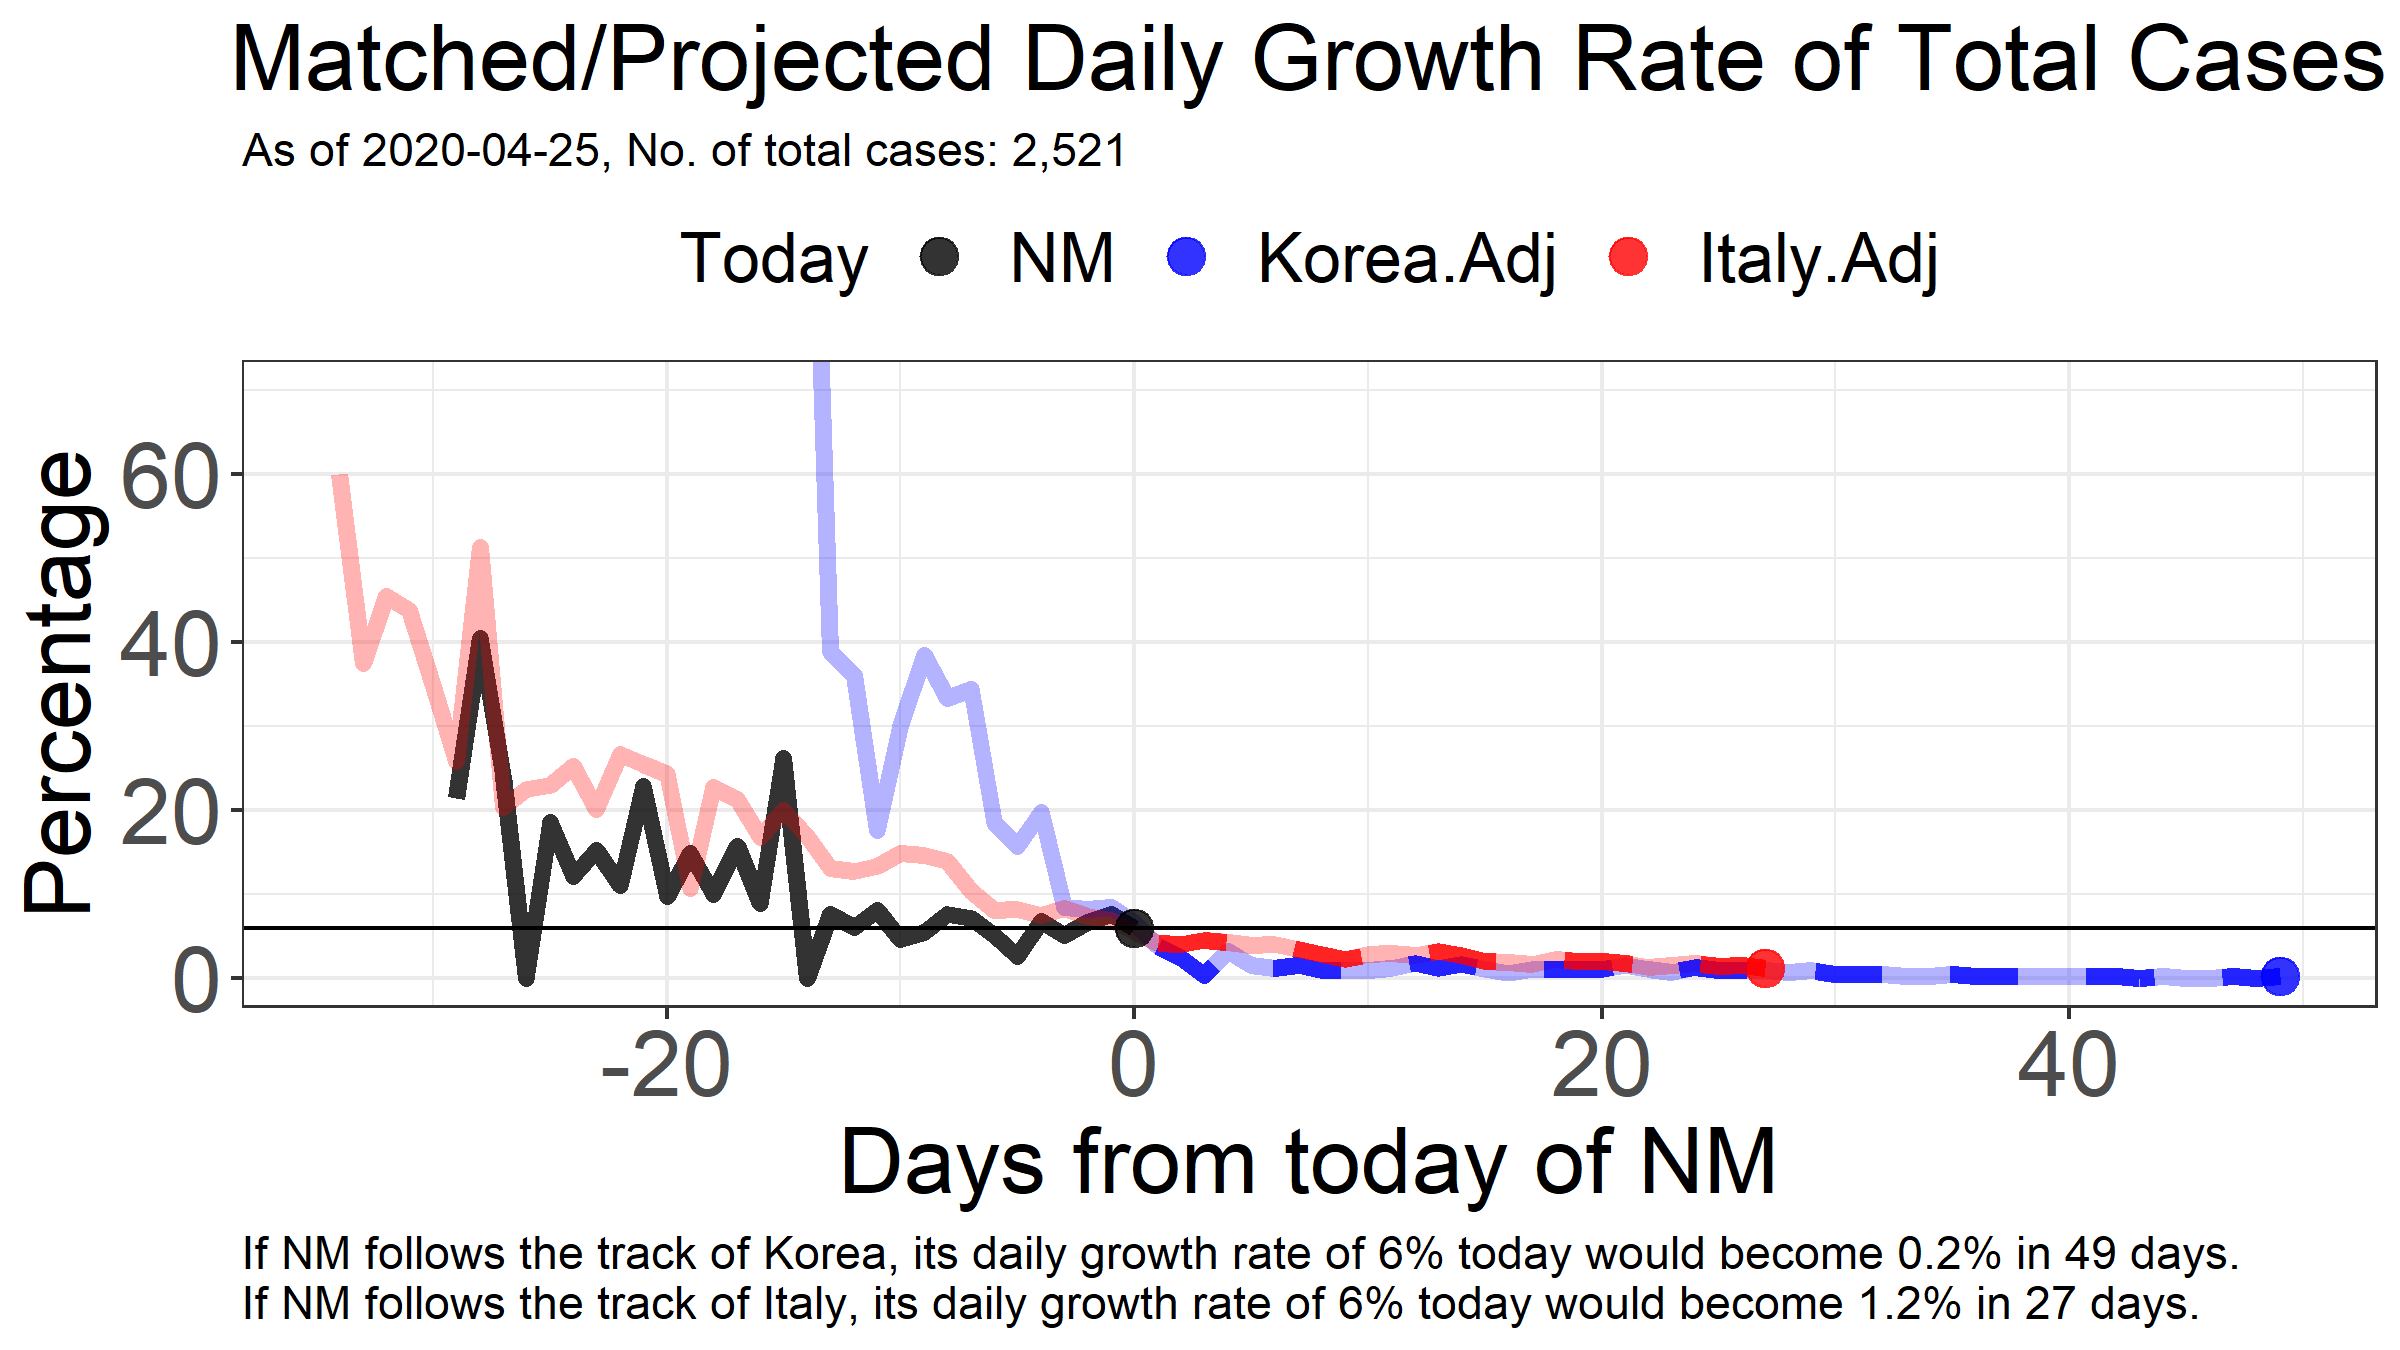 Matched/Projected Daily Growth Rate of Total Cases
As of 2020-04-25, No. of total cases: 2,521
Today NM Korea.Adj Italy.Adj
Percentage
60
40
20
0
-20 0 20 40
Days from today of NM
If NM follows the track of Korea, its daily growth rate of 6% today would become 0.2% in 49 days.
If NM follows the track of Italy, its daily growth rate of 6% today would become 1.2% in 27 days.